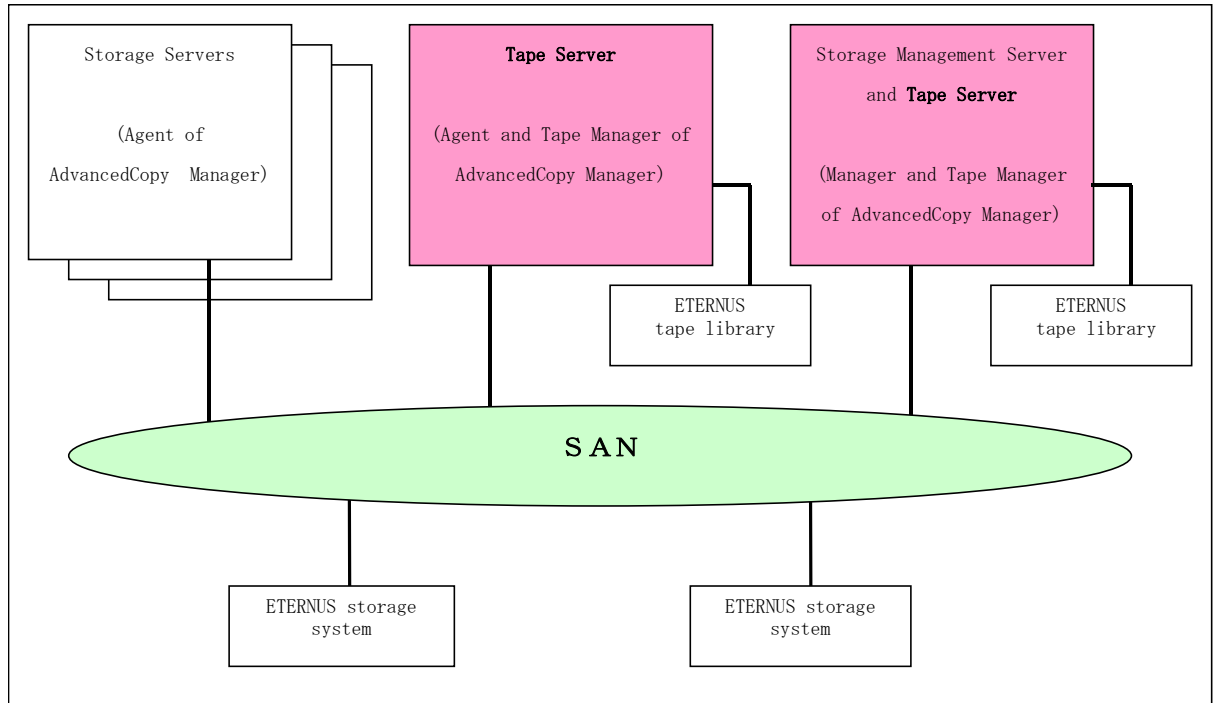 Storage Servers
(Agent of
AdvancedCopy Manager)
Tape Server
(Agent and Tape Manager of
AdvancedCopy Manager)
Storage Management Server
and Tape Server
(Manager and Tape Manager
of AdvancedCopy Manager)
ETERNUS
tape library
ETERNUS
tape library
SAN
ETERNUS storage
system
ETERNUS storage
system